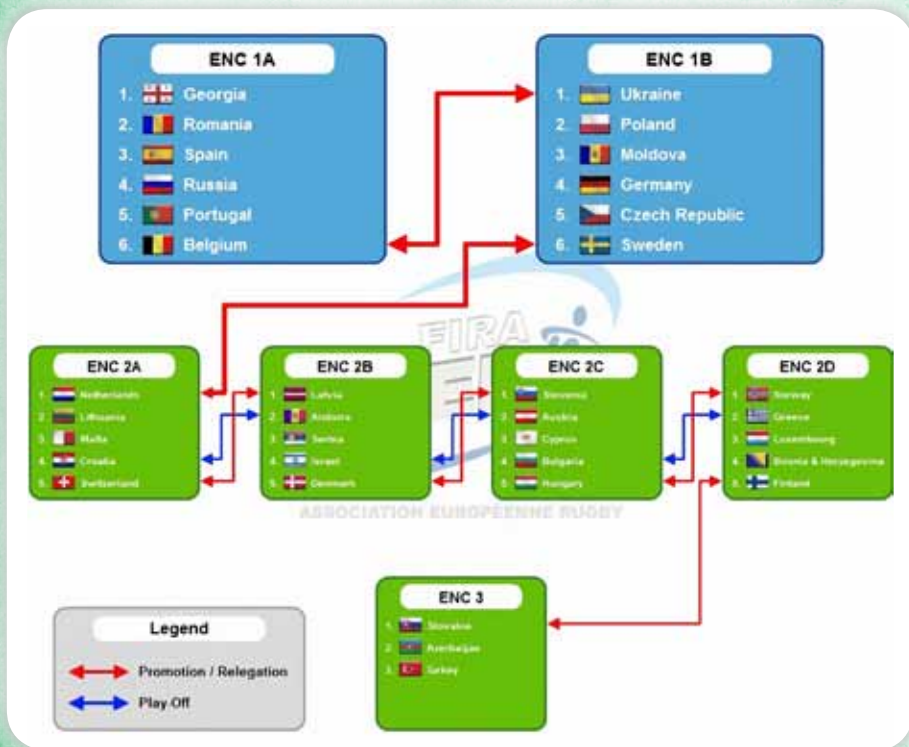 ENC 1A
1. Georgia
2. Romania
3. Spain
4. Russia
5. Portugal
6. Belgium
ENC 1B
1. Ukraine
2. Poland
3. Moldova
4. Germany
5. Czech Republic
6. Sweden
FIRA
ENC 2A
1. Netherlands
2. Lithuania
3. Malta
4. Croatia
5. Switzerland
ENC 2B
1. Latvia
2. Andorra
3. Serbia
4. Israel
5. Denmark
ENC 2C
1. Slovenia
2. Austria
3. Cyprus
4. Bulgaria
5. Hungary
ENC 2D
1. Norway
2. Greece
3. Luxembourg
4. Bosnia & Herzegovina
5. Finland
ASSOCIATION EUROPÉENNE RUGBY
ENC 3
1. Slovakia
2. Azerbaijan
3. Turkey
Legend
Promotion / Relegation
Play-Off